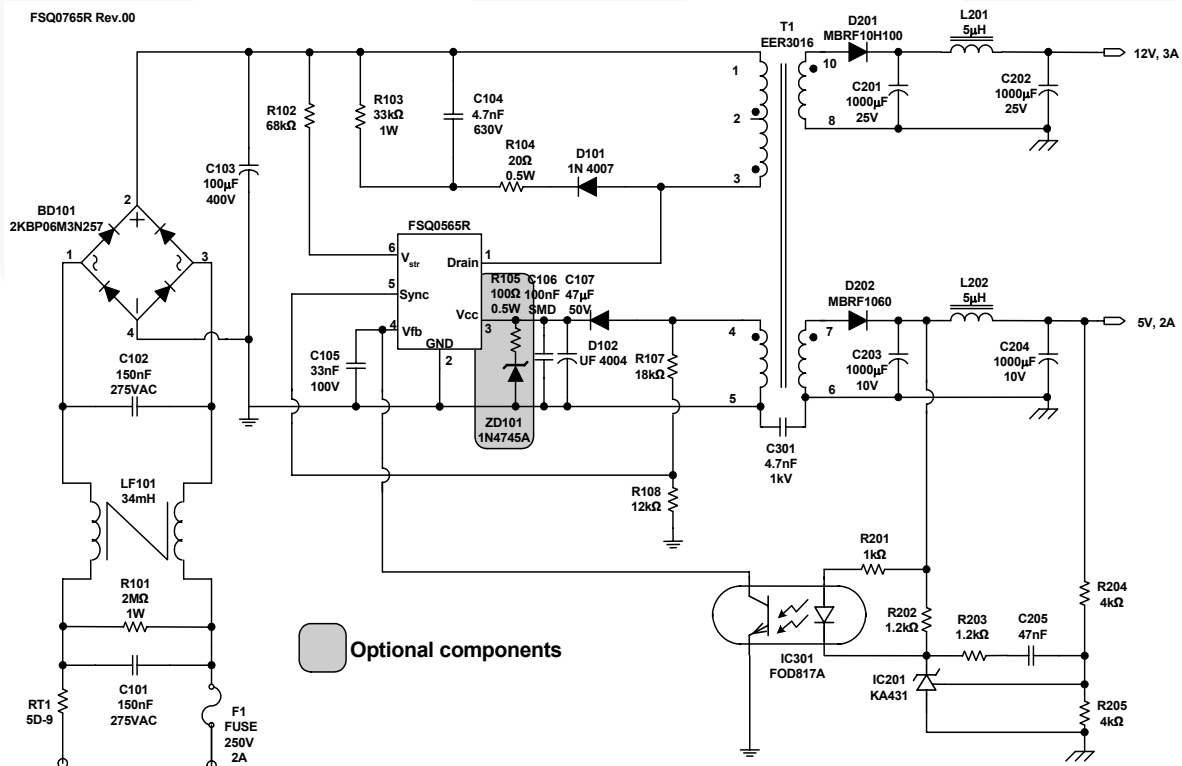 FSQ0765R Rev.00
T1
EER3016
D201
MBRF10H100
L201
5μH
12V, 3A
1
2
3
10
8
C201
1000μF
25V
C202
1000μF
25V
R102
68kΩ
R103
33kΩ
1W
C104
4.7nF
630V
R104
20Ω
0.5W
D101
1N 4007
C103
100μF
400V
BD101
2KBP06M3N257
2
1
3
4
FSQ0565R
6
Vstr
Drain
1
5
Sync
4
Vfb
Vcc
3
GND
2
R105
100Ω
0.5W
C106
100nF
SMD
C107
47μF
50V
D102
UF 4004
ZD101
1N4745A
C105
33nF
100V
R107
18kΩ
R108
12kΩ
4
5
7
6
D202
MBRF1060
L202
5μH
5V, 2A
C203
1000μF
10V
C204
1000μF
10V
C301
4.7nF
1kV
C102
150nF
275VAC
LF101
34mH
R101
2MΩ
1W
C101
150nF
275VAC
RT1
5D-9
F1
FUSE
250V
2A
Optional components
R201
1kΩ
R202
1.2kΩ
R203
1.2kΩ
C205
47nF
R204
4kΩ
R205
4kΩ
IC301
FOD817A
IC201
KA431